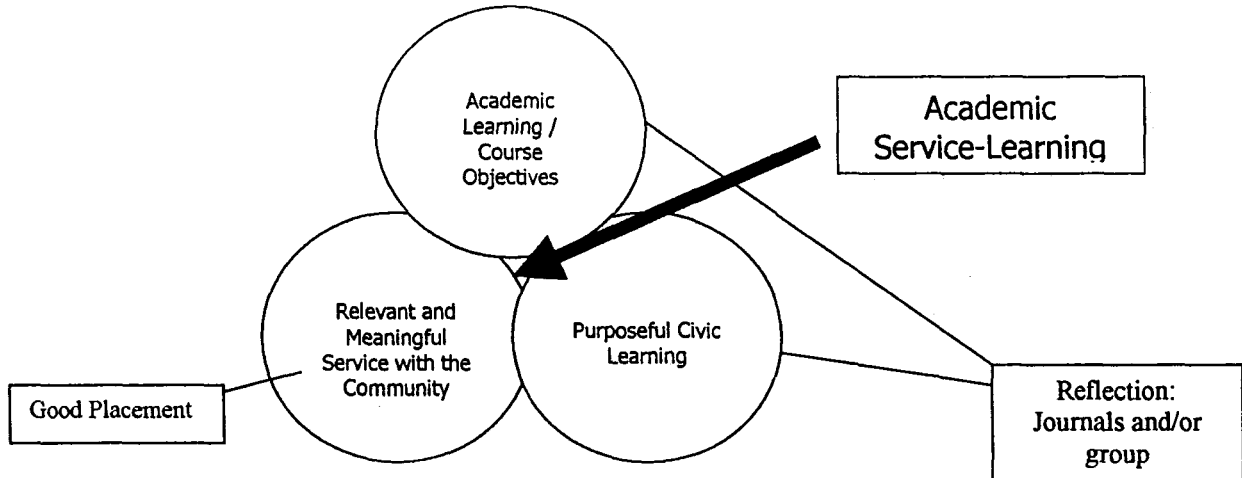 Academic
Learning /
Course
Objectives
Academic
Service-Learning
Relevant and
Meaningful
Service with the
Community
Purposeful Civic
Learning
Good Placement
Reflection:
Journals and/or
group